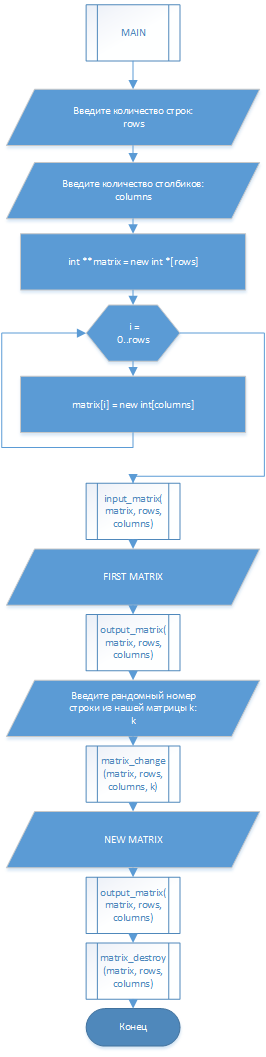 MAIN
Введите количество строк:
rows
Введите количество столбиков:
columns
int **matrix = new int *[rows]
i =
0..rows
matrix[i] = new int[columns]
input_matrix(
matrix, rows,
columns)
FIRST MATRIX
output_matrix(
matrix, rows,
columns)
Введите рандомный номер
строки из нашей матрицы k:
k
matrix_change
(matrix, rows,
columns, k)
NEW MATRIX
output_matrix(
matrix, rows,
columns)
matrix_destroy
(matrix, rows,
columns)
Конец